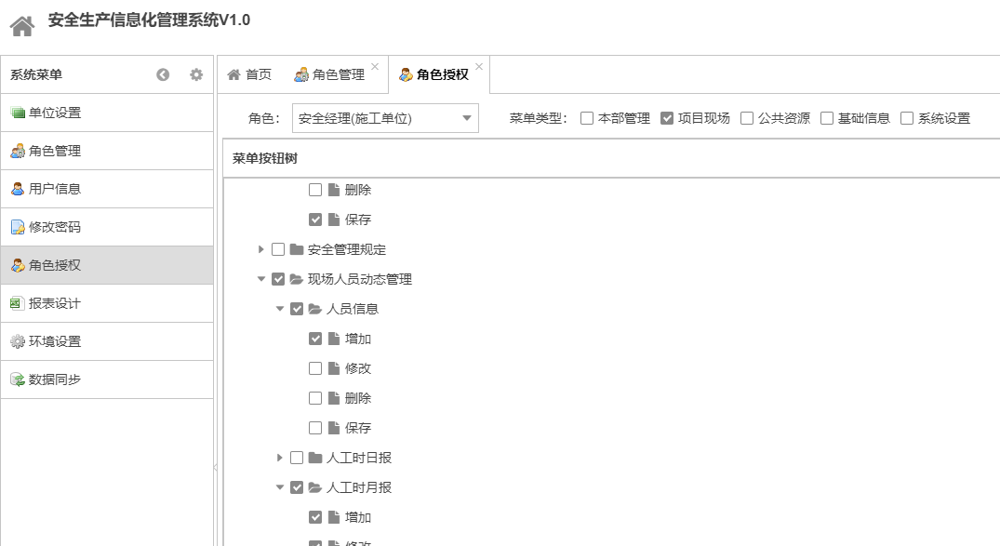 安全生产信息化管理系统V1.0
系统菜单
首页
角色管理
角色授权
单位设置
角色管理
用户信息
修改密码
角色授权
报表设计
环境设置
数据同步
角色: 安全经理(施工单位) 菜单类型: 本部管理 项目现场 公共资源 基础信息 系统设置
菜单按钮树
删除
保存
安全管理规定
现场人员动态管理
人员信息
增加
修改
删除
保存
人工时日报
人工时月报
增加
修改